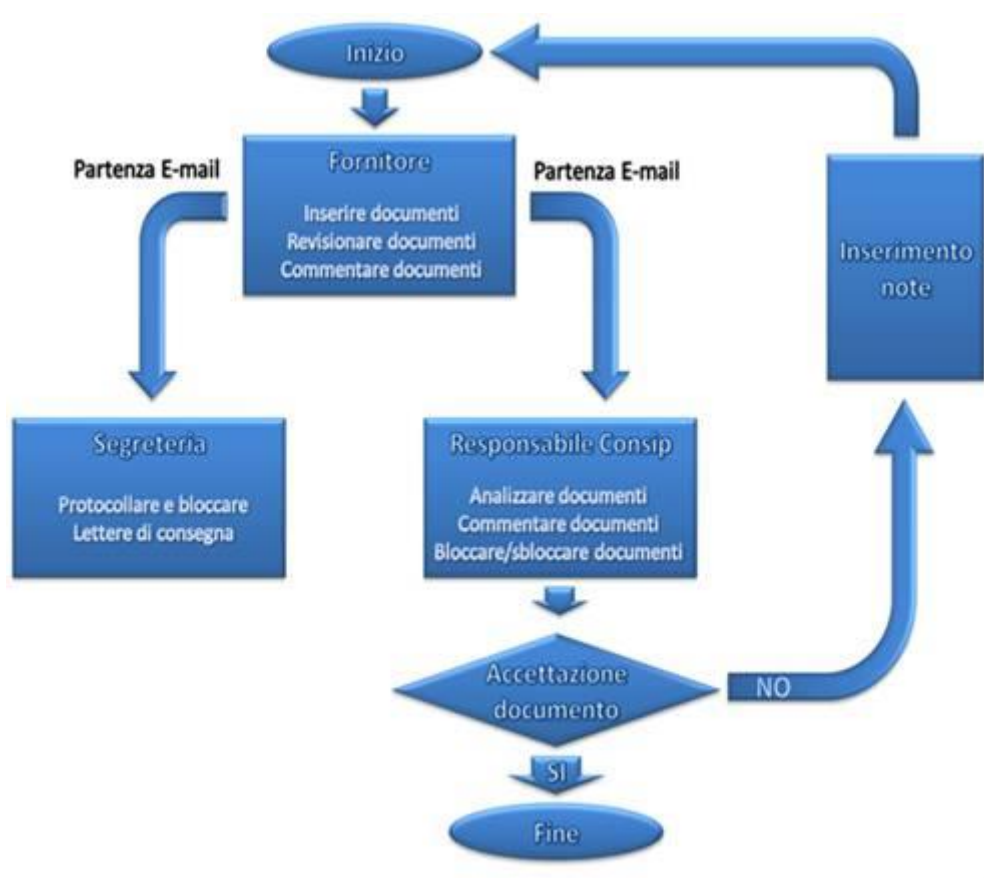 Inizio
Fornitore
Inserire documenti
Revisionare documenti
Commentare documenti
Partenza E-mail
Partenza E-mail
Segreteria
Protocollare e bloccare
Lettere di consegna
Responsabile Consip
Analizzare documenti
Commentare documenti
Bloccare/sbloccare documenti
Accettazione
documento
NO
Inserimento
note
SI
Fine